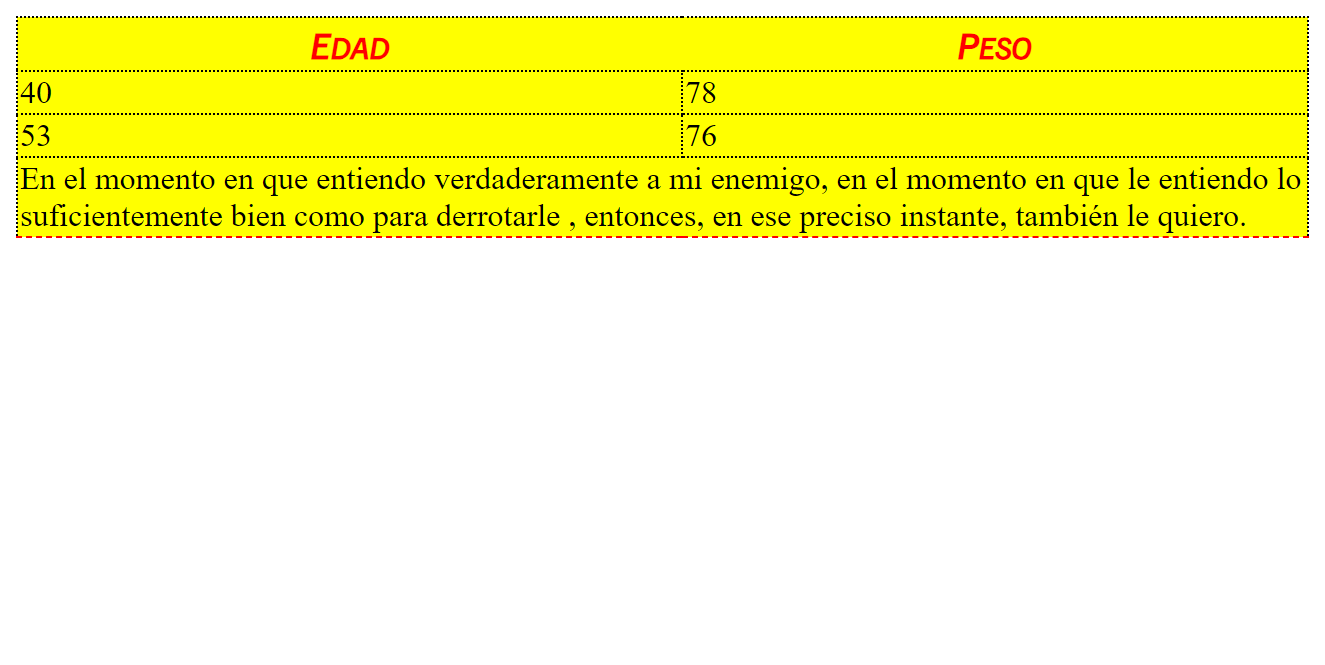 EDAD PESO
40 78
53 76
En el momento en que entiendo verdaderamente a mi enemigo, en el momento en que le entiendo lo
suficientemente bien como para derrotarle , entonces, en ese preciso instante, también le quiero.